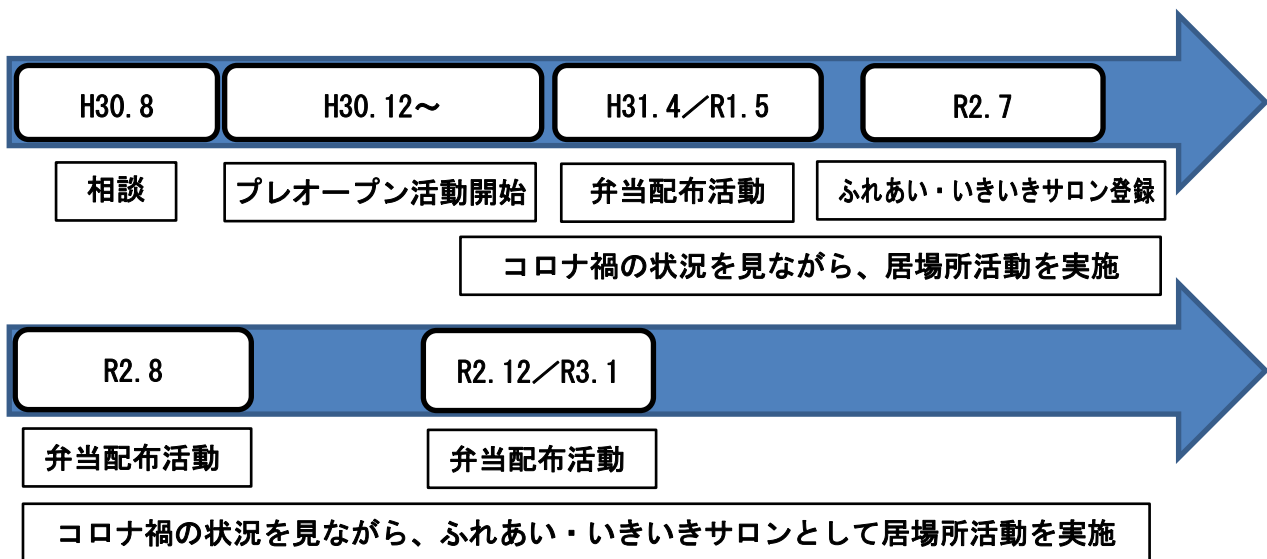 H30.8
H30.12～
H31.4／R1.5
R2.7
相談
プレオープン活動開始
弁当配布活動
ふれあい・いきいきサロン登録
コロナ禍の状況を見ながら、居場所活動を実施
R2.8
R2.12／R3.1
弁当配布活動
弁当配布活動
コロナ禍の状況を見ながら、ふれあい・いきいきサロンとして居場所活動を実施